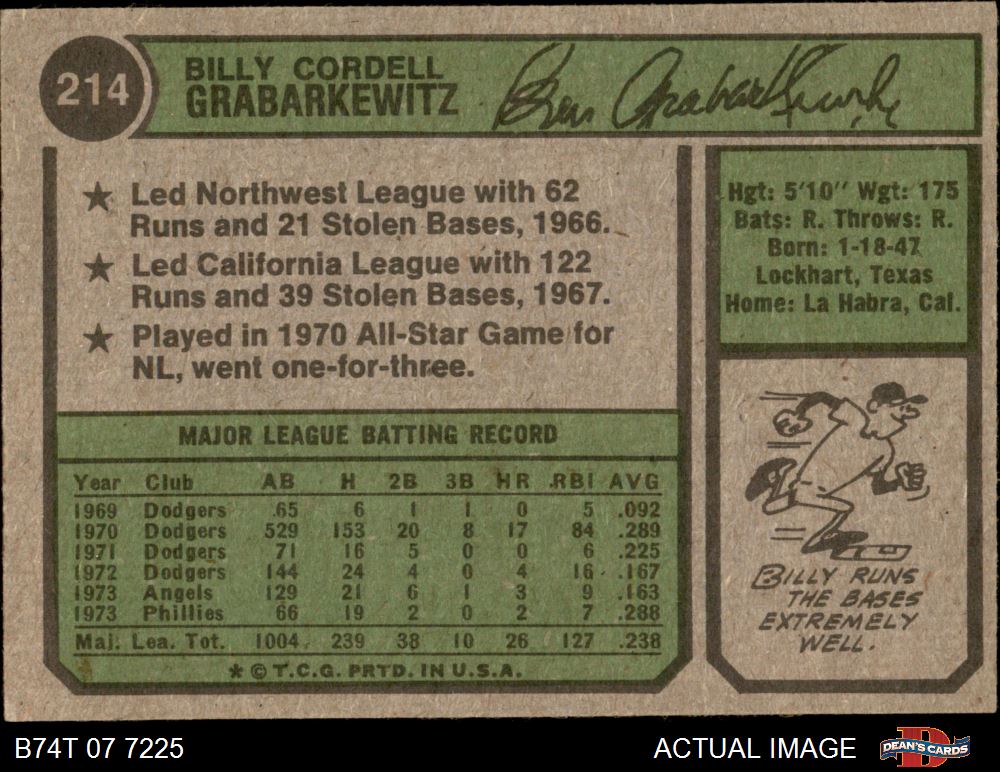 214
BILLY CORDELL
GRABARKEWITZ
★ Led Northwest League with 62
Runs and 21 Stolen Bases, 1966.
★ Led California League with 122
Runs and 39 Stolen Bases, 1967.
★ Played in 1970 All-Star Game for
NL, went one-for-three.
Hgt: 5'10" Wgt: 175
Bats: R. Throws: R.
Born: 1-18-47
Lockhart, Texas
Home: La Habra, Cal.
MAJOR LEAGUE BATTING RECORD
Year Club AB H 2B 3B HR RBI AVG
1969 Dodgers 65 6 1 1 0 5 .092
1970 Dodgers 529 153 20 8 17 84 .289
1971 Dodgers 71 16 5 0 0 6 .225
1972 Dodgers 144 24 4 0 4 16 .167
1973 Angels 129 21 6 1 3 9 .163
1973 Phillies 66 19 2 0 2 7 .288
Maj. Lea. Tot. 1004 239 38 10 26 127 .238
* © T.C.G. PRTD. IN U.S.A.
BILLY RUNS
THE BASES
EXTREMELY
WELL.
B74T 07 7225
ACTUAL IMAGE
DEAN'S CARDS